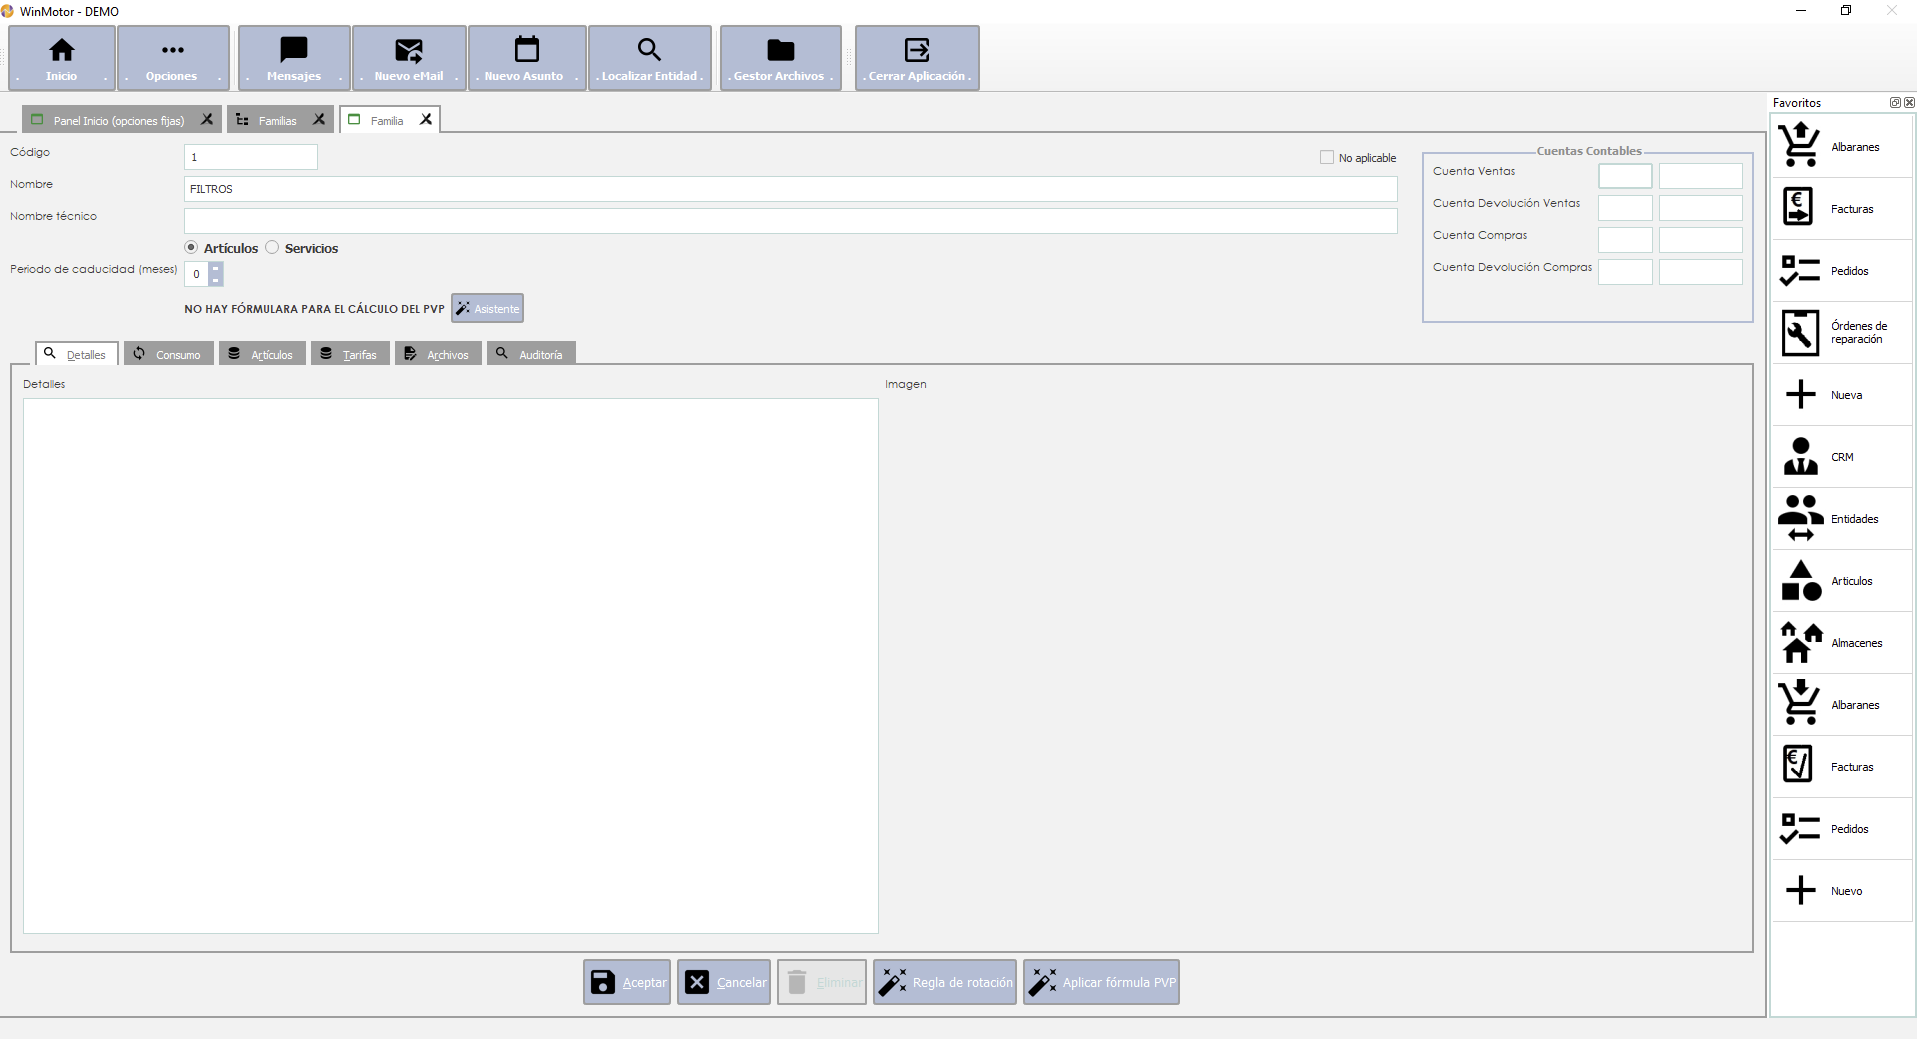 WinMotor - DEMO
. Inicio .
. Opciones .
. Mensajes .
. Nuevo eMail .
. Nuevo Asunto .
. Localizar Entidad .
. Gestor Archivos .
. Cerrar Aplicación .
Panel Inicio (opciones fijas)
Familias
Familia
Código
1
No aplicable
Nombre
FILTROS
Nombre técnico
Artículos
Servicios
Periodo de caducidad (meses)
0
NO HAY FÓRMULARA PARA EL CÁLCULO DEL PVP
Asistente
Cuentas Contables
Cuenta Ventas
Cuenta Devolución Ventas
Cuenta Compras
Cuenta Devolución Compras
Detalles
Consumo
Artículos
Tarifas
Archivos
Auditoría
Detalles
Imagen
Aceptar
Cancelar
Eliminar
Regla de rotación
Aplicar fórmula PVP
Favoritos
Albaranes
Facturas
Pedidos
Órdenes de
reparación
Nueva
CRM
Entidades
Articulos
Almacenes
Albaranes
Facturas
Pedidos
Nuevo